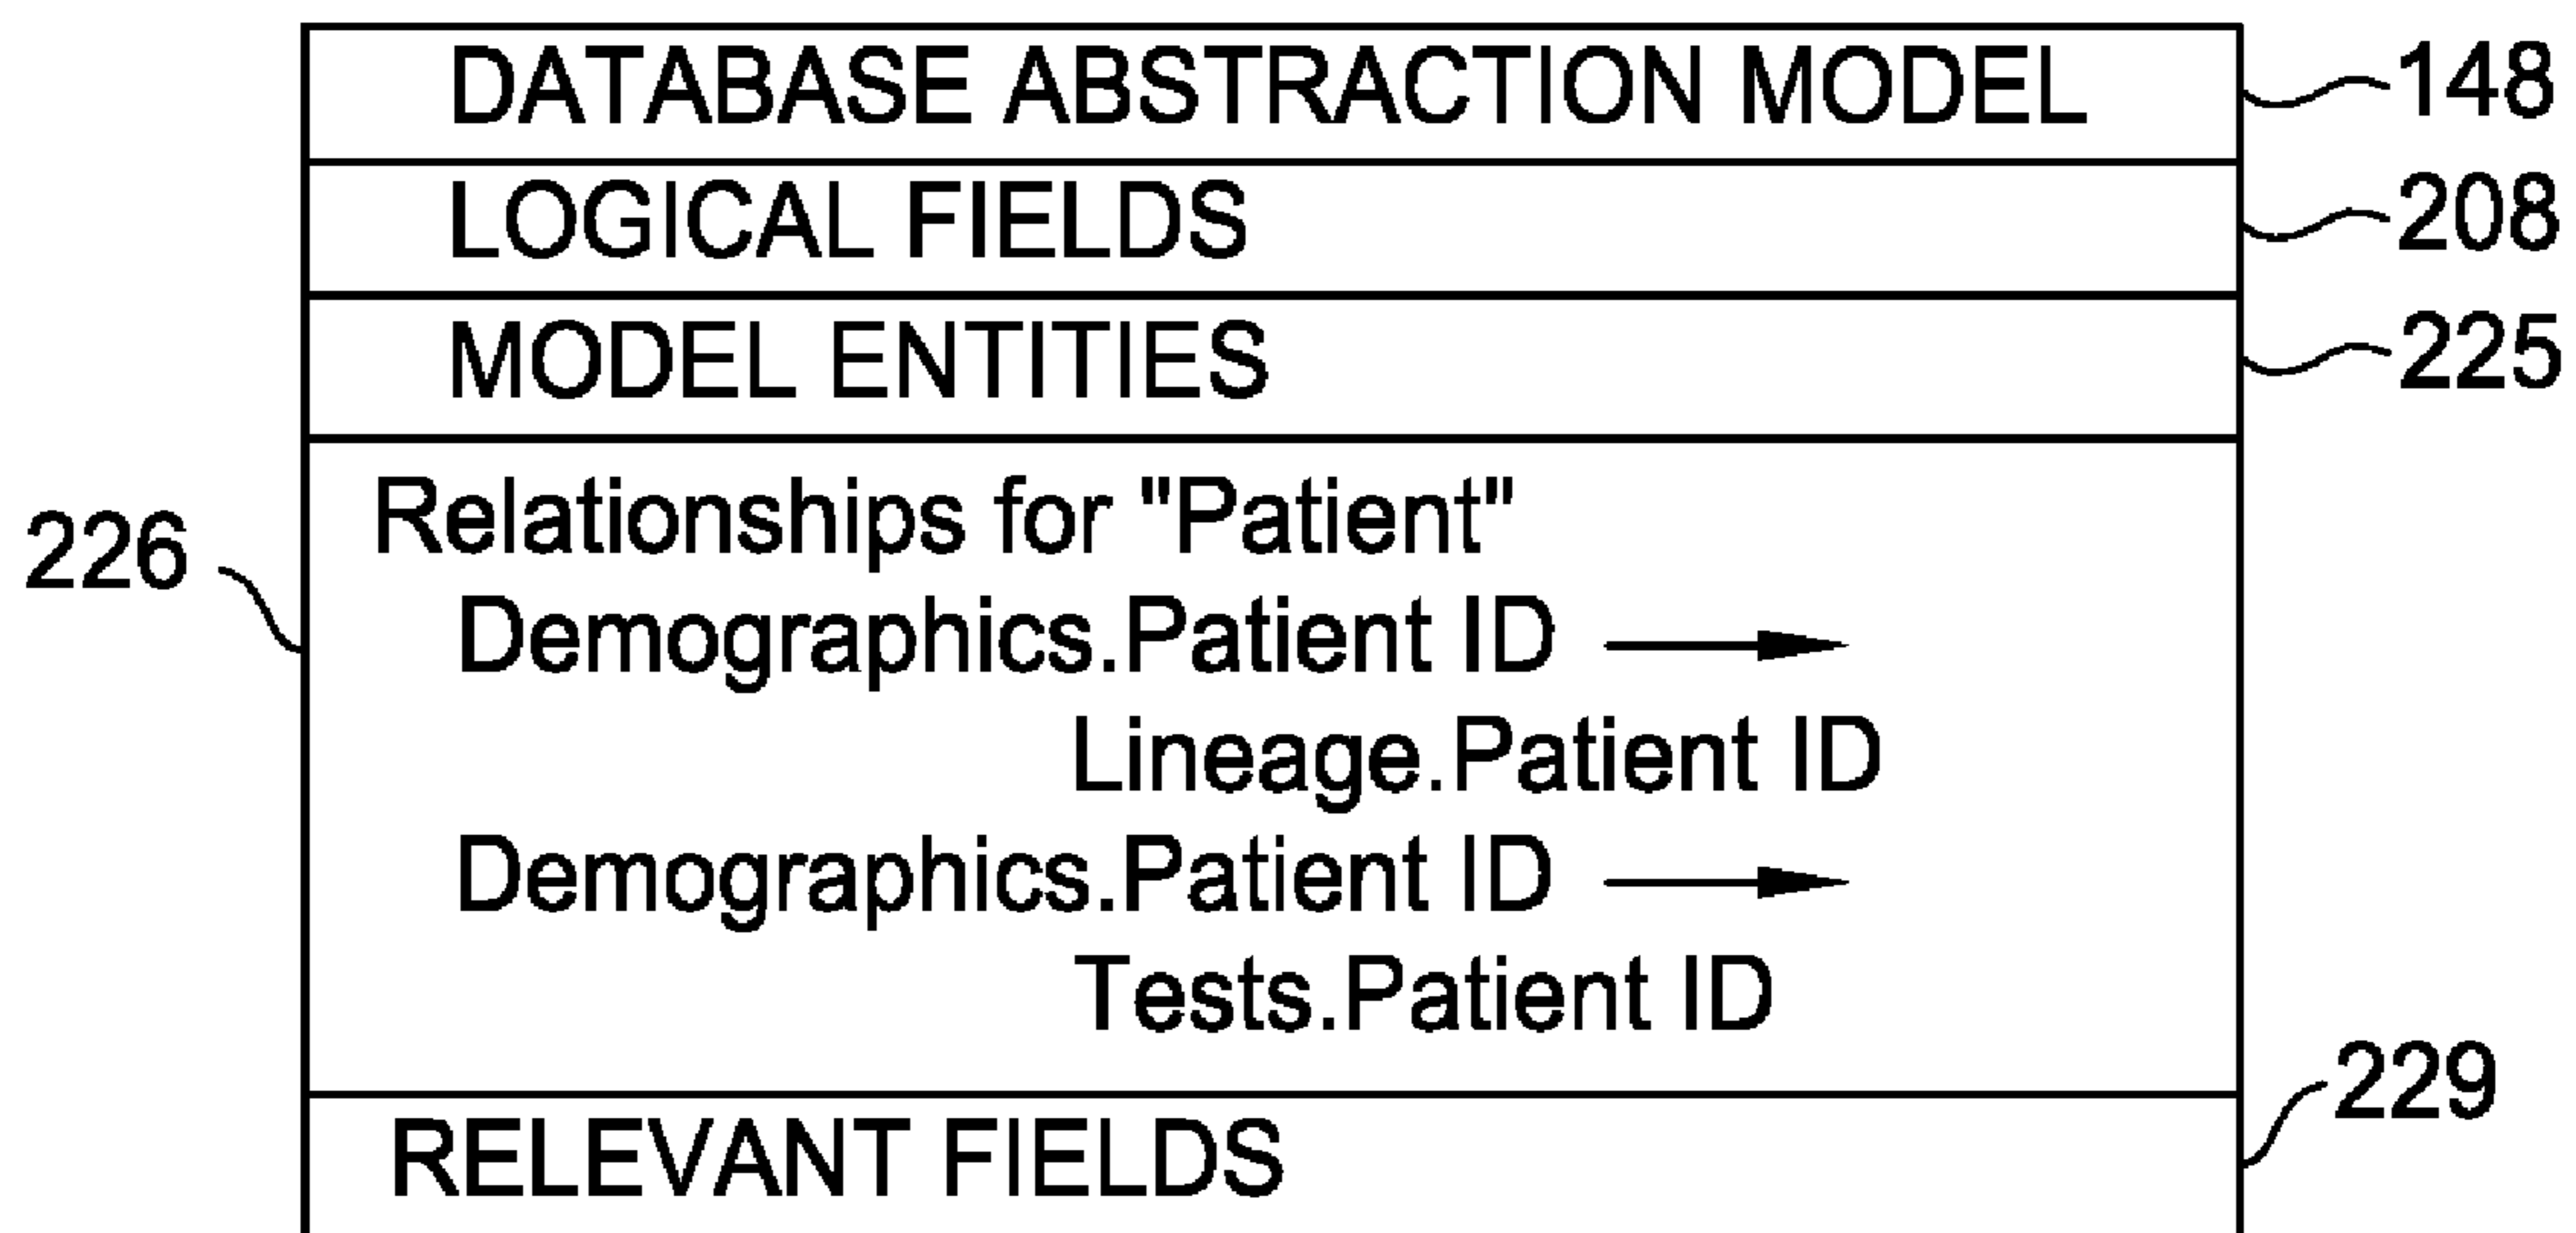 DATABASE ABSTRACTION MODEL 148
LOGICAL FIELDS 208
MODEL ENTITIES 225
226
Relationships for "Patient"
Demographics.Patient ID
Lineage.Patient ID
Demographics.Patient ID
Tests.Patient ID
RELEVANT FIELDS 229